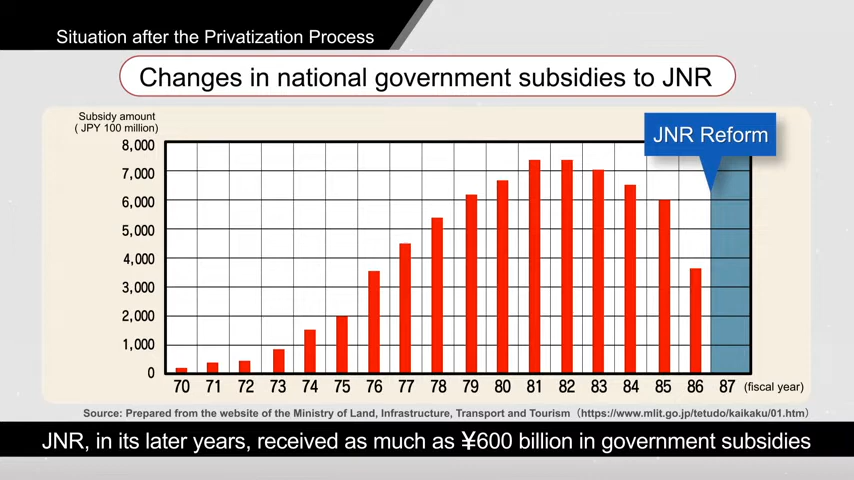 Situation after the Privatization Process
Changes in national government subsidies to JNR
Subsidy amount
( JPY 100 million)
JNR Reform
8,000
7,000
6,000
5,000
4,000
3,000
2,000
1,000
0
70 71 72 73 74 75 76 77 78 79 80 81 82 83 84 85 86 87 (fiscal year)
Source: Prepared from the website of the Ministry of Land, Infrastructure, Transport and Tourism（https://www.mlit.go.jp/tetudo/kaikaku/01.htm）
JNR, in its later years, received as much as ¥600 billion in government subsidies